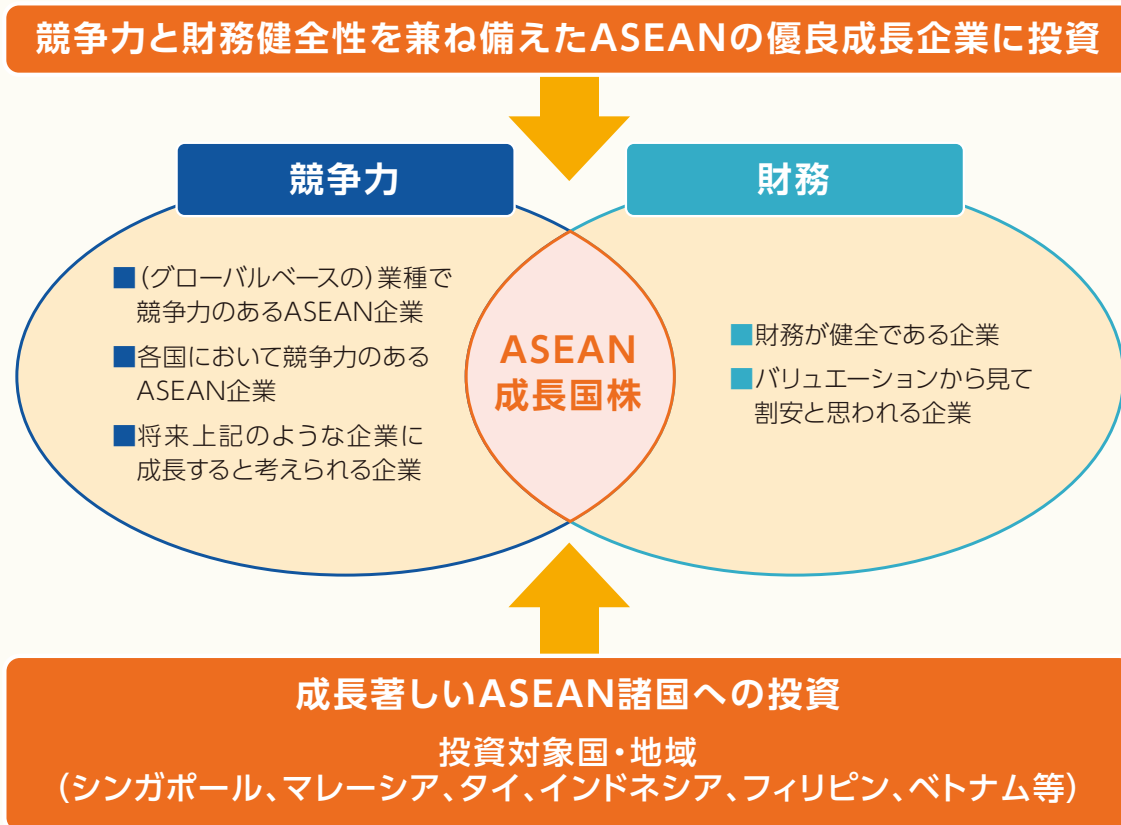 競争力と財務健全性を兼ね備えたASEANの優良成長企業に投資
競争力
財務
■(グローバルベースの)業種で
競争力のあるASEAN企業
■各国において競争力のある
ASEAN企業
■将来上記のような企業に
成長すると考えられる企業
ASEAN
成長国株
■財務が健全である企業
■バリュエーションから見て
割安と思われる企業
成長著しいASEAN諸国への投資
投資対象国・地域
(シンガポール、マレーシア、タイ、インドネシア、フィリピン、ベトナム等)